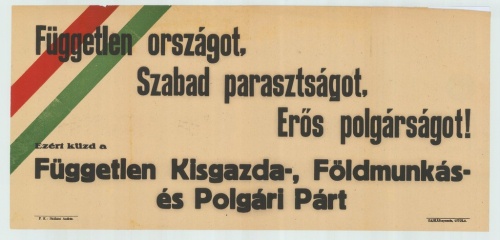 Független országot,
Szabad parasztságot,
Erős polgárságot!
Ezért küzd a
Független Kisgazda-, Földmunkás-
és Polgári Párt